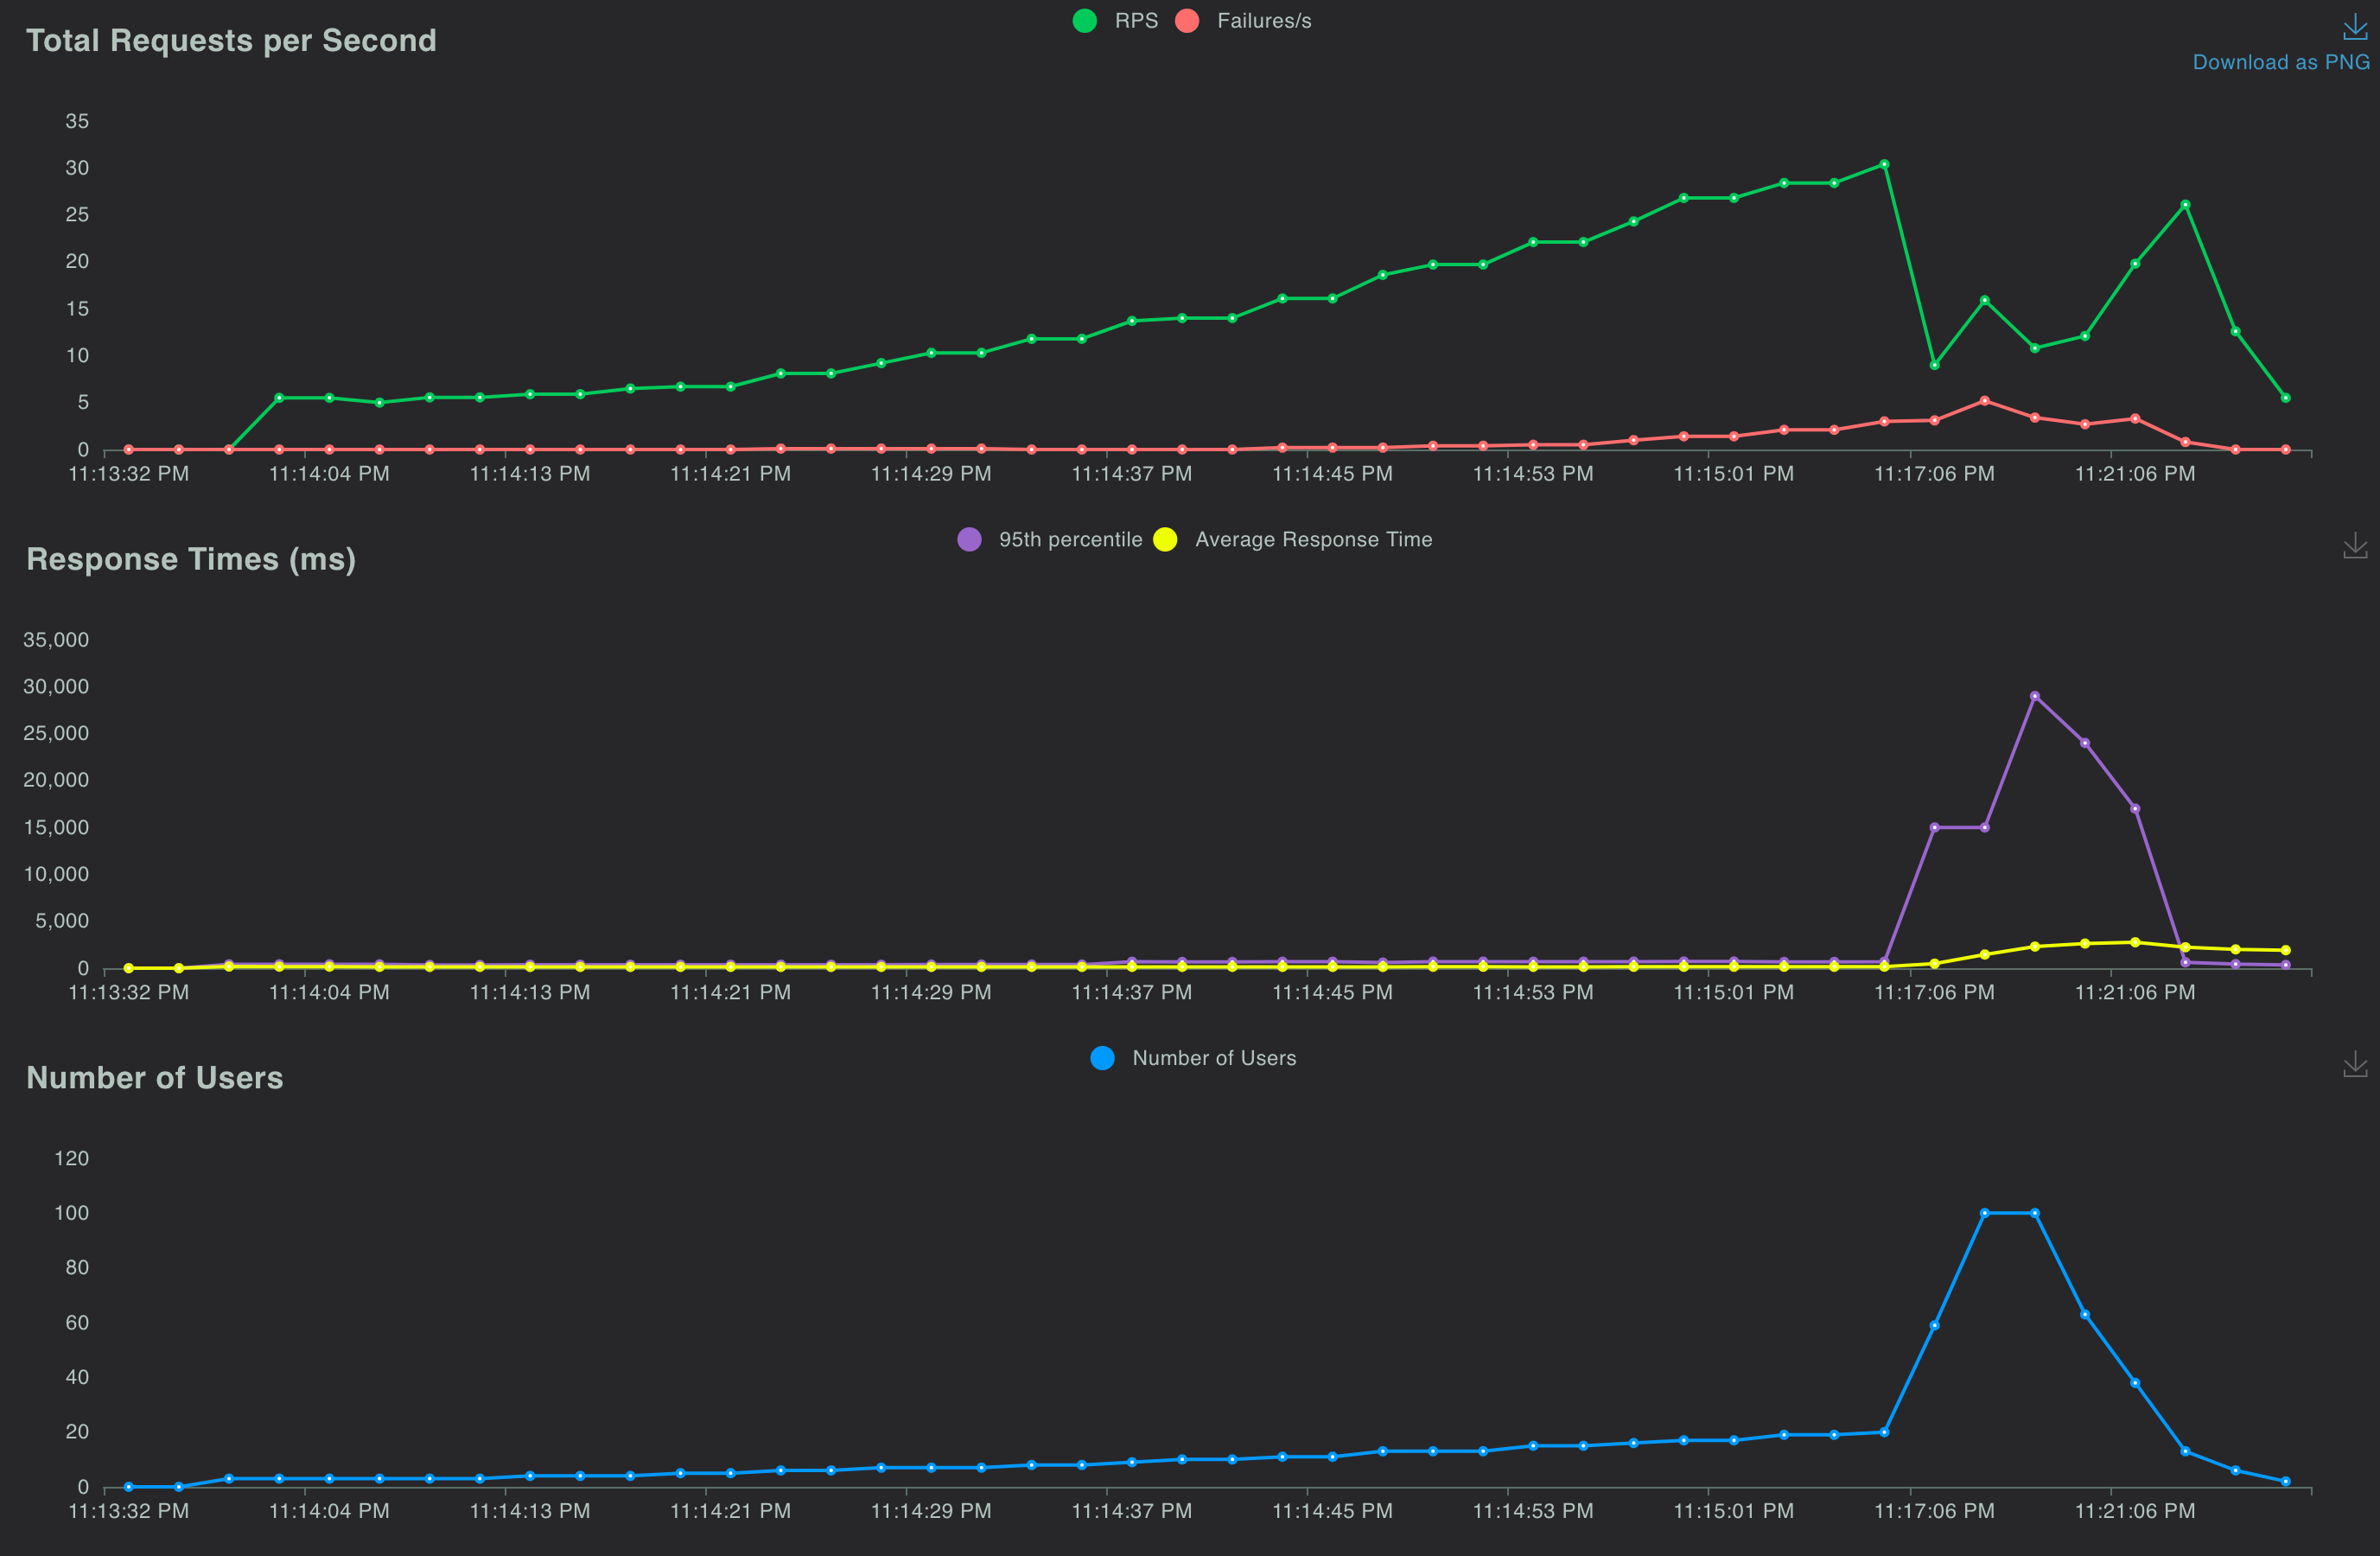 RPS Failures/s
Total Requests per Second
Download as PNG
35
30
25
20
15
10
5
0
11:13:32 PM 11:14:04 PM 11:14:13 PM 11:14:21 PM 11:14:29 PM 11:14:37 PM 11:14:45 PM 11:14:53 PM 11:15:01 PM 11:17:06 PM 11:21:06 PM
95th percentile Average Response Time
Response Times (ms)
35,000
30,000
25,000
20,000
15,000
10,000
5,000
0
11:13:32 PM 11:14:04 PM 11:14:13 PM 11:14:21 PM 11:14:29 PM 11:14:37 PM 11:14:45 PM 11:14:53 PM 11:15:01 PM 11:17:06 PM 11:21:06 PM
Number of Users
Number of Users
120
100
80
60
40
20
0
11:13:32 PM 11:14:04 PM 11:14:13 PM 11:14:21 PM 11:14:29 PM 11:14:37 PM 11:14:45 PM 11:14:53 PM 11:15:01 PM 11:17:06 PM 11:21:06 PM